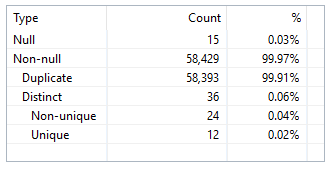 Type Count %
Null 15 0.03%
Non-null 58,429 99.97%
Duplicate 58,393 99.91%
Distinct 36 0.06%
Non-unique 24 0.04%
Unique 12 0.02%